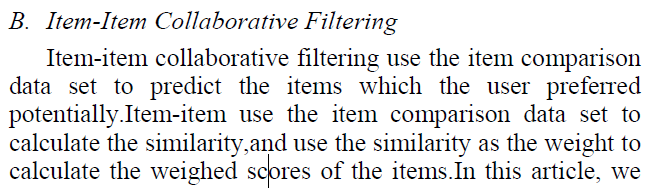 B. Item-Item Collaborative Filtering
Item-item collaborative filtering use the item comparison
data set to predict the items which the user preferred
potentially.Item-item use the item comparison data set to
calculate the similarity,and use the similarity as the weight to
calculate the weighed scores of the items.In this article, we